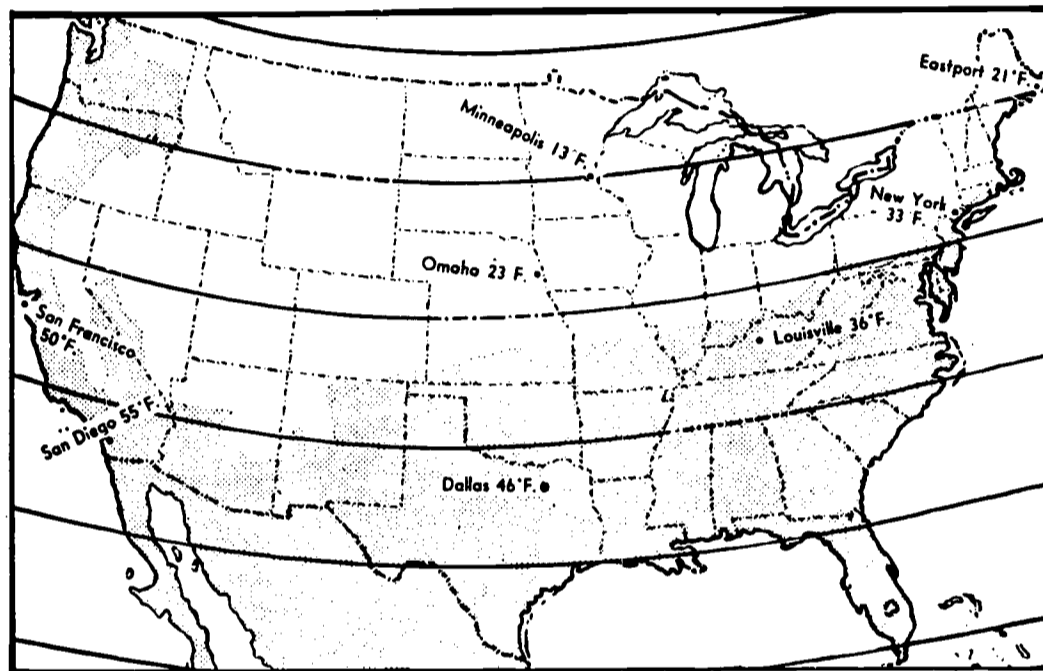 Eastport 21°F.
Minneapolis 13°F.
New York
33 F.
Omaha 23 F.
San Francisco
50°F.
Louisville 36°F.
San Diego 55°F.
Dallas 46°F.